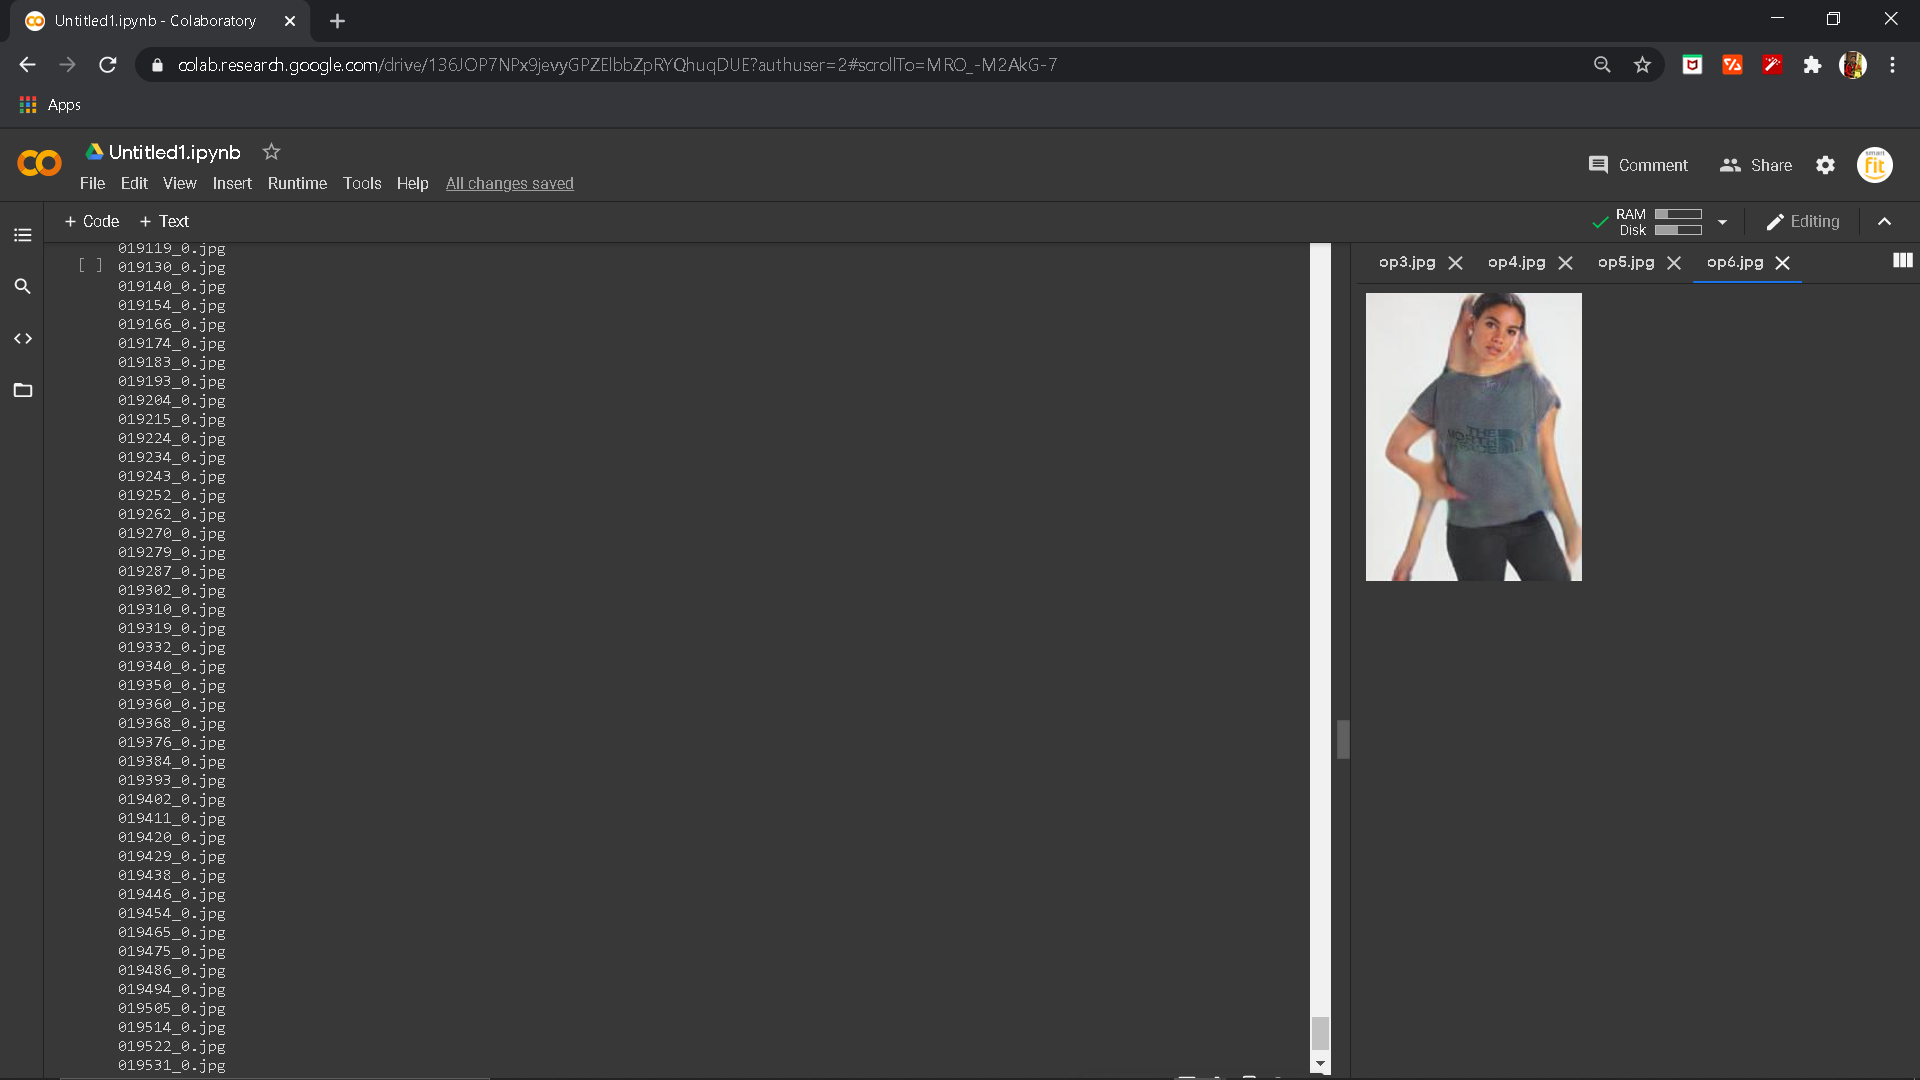 Untitled1.ipynb - Colaboratory
colab.research.google.com/drive/136JOP7NPx9jevyGPZElbbZpRYQhuqDUE?authuser=2#scrollTo=MRO_-M2AkG-7
Apps
Untitled1.ipynb
File Edit View Insert Runtime Tools Help All changes saved
Comment Share
smart fit
+ Code + Text
RAM
Disk
Editing
019119_0.jpg
[ ] 019130_0.jpg
019140_0.jpg
019154_0.jpg
019166_0.jpg
019174_0.jpg
019183_0.jpg
019193_0.jpg
019204_0.jpg
019215_0.jpg
019224_0.jpg
019234_0.jpg
019243_0.jpg
019252_0.jpg
019262_0.jpg
019270_0.jpg
019279_0.jpg
019287_0.jpg
019302_0.jpg
019310_0.jpg
019319_0.jpg
019332_0.jpg
019340_0.jpg
019350_0.jpg
019360_0.jpg
019368_0.jpg
019376_0.jpg
019384_0.jpg
019393_0.jpg
019402_0.jpg
019411_0.jpg
019420_0.jpg
019429_0.jpg
019438_0.jpg
019446_0.jpg
019454_0.jpg
019465_0.jpg
019475_0.jpg
019486_0.jpg
019494_0.jpg
019505_0.jpg
019514_0.jpg
019522_0.jpg
019531_0.jpg
op3.jpg op4.jpg op5.jpg op6.jpg
THE
NORTH
FACE